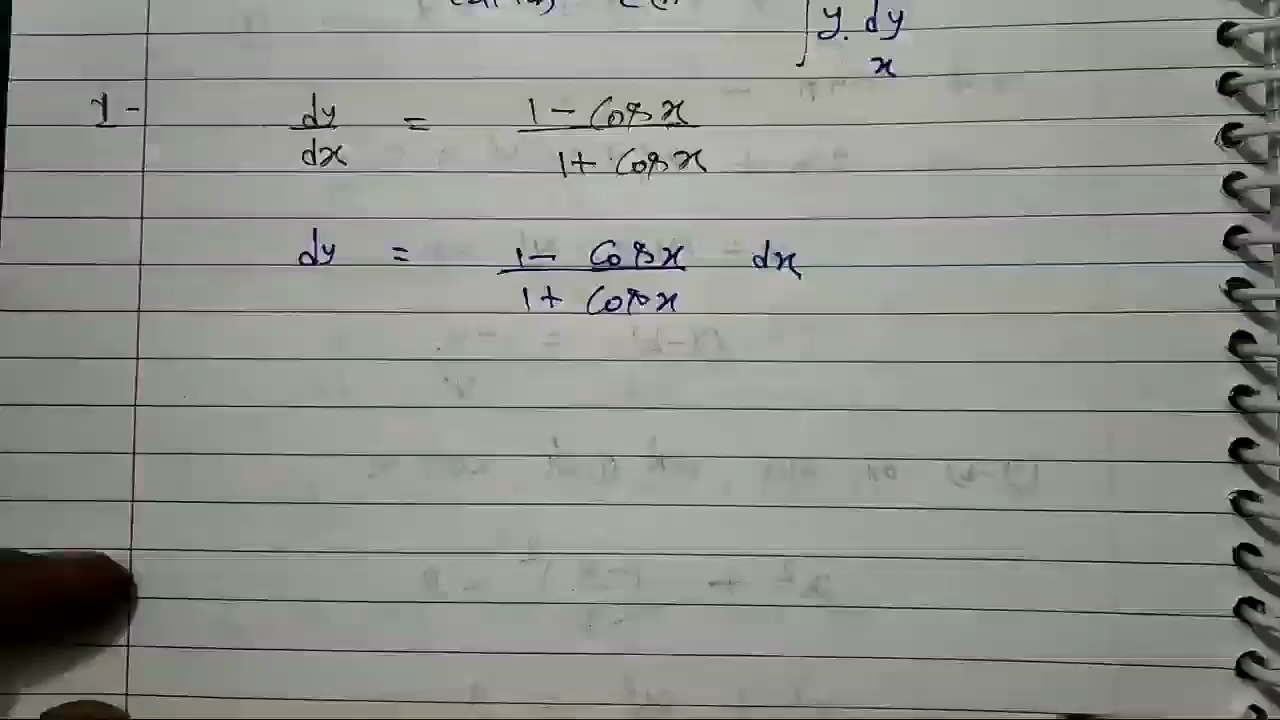 ∫ y. dy
x
1 - dy/dx = 1 - Cos x / 1 + Cos x
dy = 1 - Cos x / 1 + Cos x dx